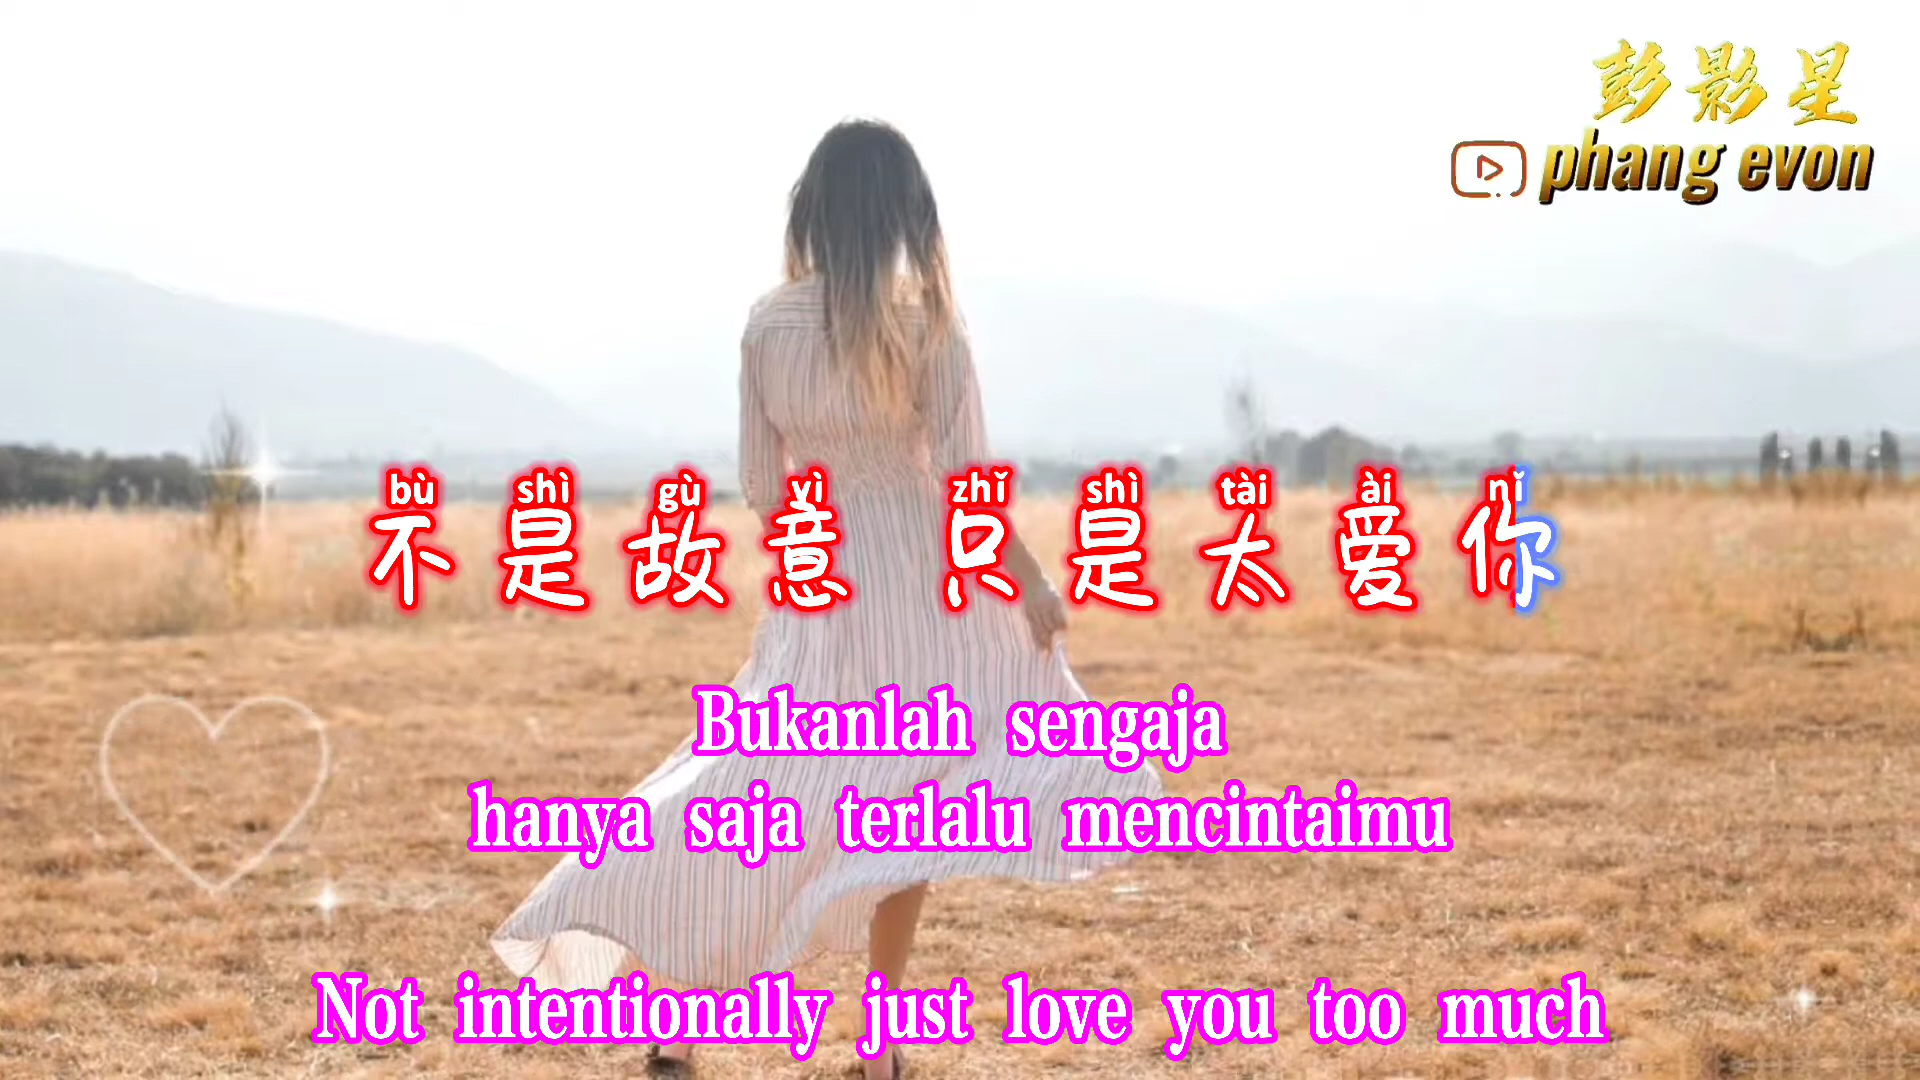 彭影星
phang evon
bù shì gù yì zhǐ shì tài ài nǐ
不是故意 只是太爱你
Bukanlah sengaja
hanya saja terlalu mencintaimu
Not intentionally just love you too much